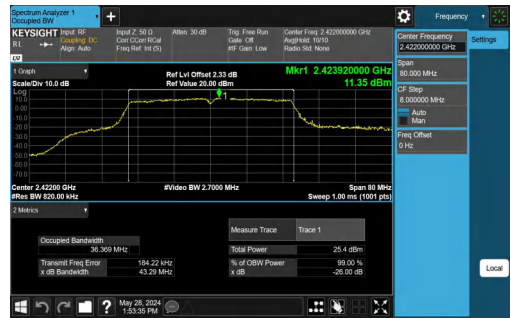 Spectrum Analyzer 1
Occupied BW
KEYSIGHT
RL
Input: RF
Coupling: DC
Align: Auto
Input Z: 50 Ω
Corr CCorr RCal
Freq Ref: Int (S)
Atten: 30 dB
Trig: Free Run
Gate: Off
#IF Gain: Low
Center Freq: 2.422000000 GHz
Avg|Hold: 10/10
Radio Std: None
1 Graph
Scale/Div 10.0 dB
Ref Lvl Offset 2.33 dB
Ref Value 20.00 dBm
Mkr1 2.423920000 GHz
11.35 dBm
Log
10.0
0.00
-10.0
-20.0
-30.0
-40.0
-50.0
-60.0
-70.0
1
Center 2.42200 GHz
#Res BW 820.00 kHz
#Video BW 2.7000 MHz
Span 80 MHz
Sweep 1.00 ms (1001 pts)
2 Metrics
Measure Trace
Trace 1
Occupied Bandwidth
36.369 MHz
Total Power
25.4 dBm
Transmit Freq Error
184.22 kHz
% of OBW Power
99.00 %
x dB Bandwidth
43.29 MHz
x dB
-26.00 dB
May 28, 2024
1:53:35 PM
Frequency
Center Frequency
2.422000000 GHz
Settings
Span
80.000 MHz
CF Step
8.000000 MHz
Auto
Man
Freq Offset
0 Hz
Local